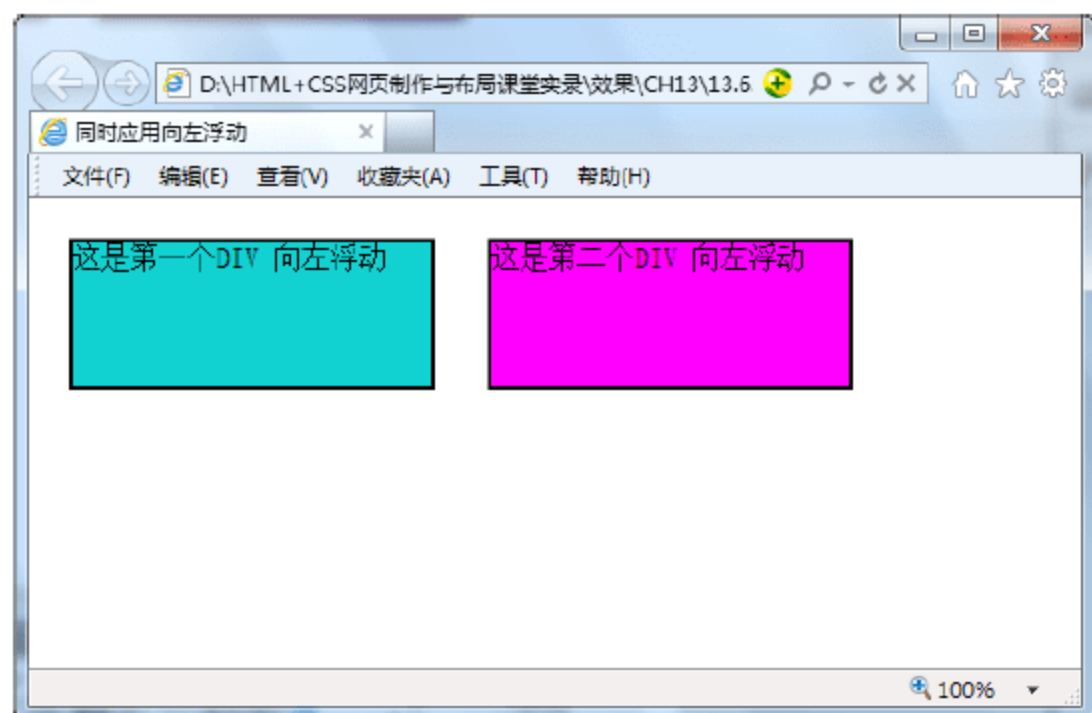 D:\HTML+CSS网页制作与布局课堂实录\效果\CH13\13.6
同时应用向左浮动
文件(F) 编辑(E) 查看(V) 收藏夹(A) 工具(T) 帮助(H)
这是第一个DIV 向左浮动
这是第二个DIV 向左浮动
100%